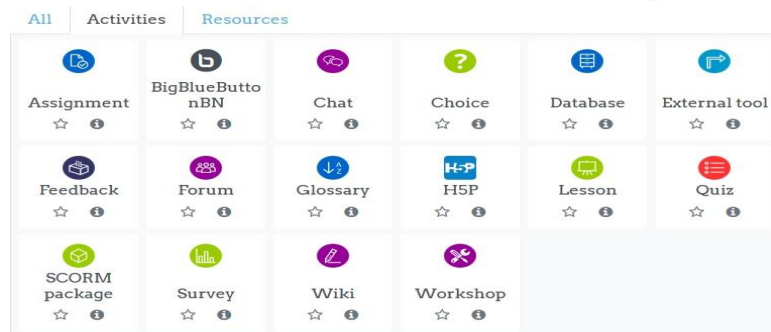 All Activities Resources
Assignment BigBlueButto
nBN Chat Choice Database External tool
Feedback Forum Glossary H5P Lesson Quiz
SCORM
package Survey Wiki Workshop